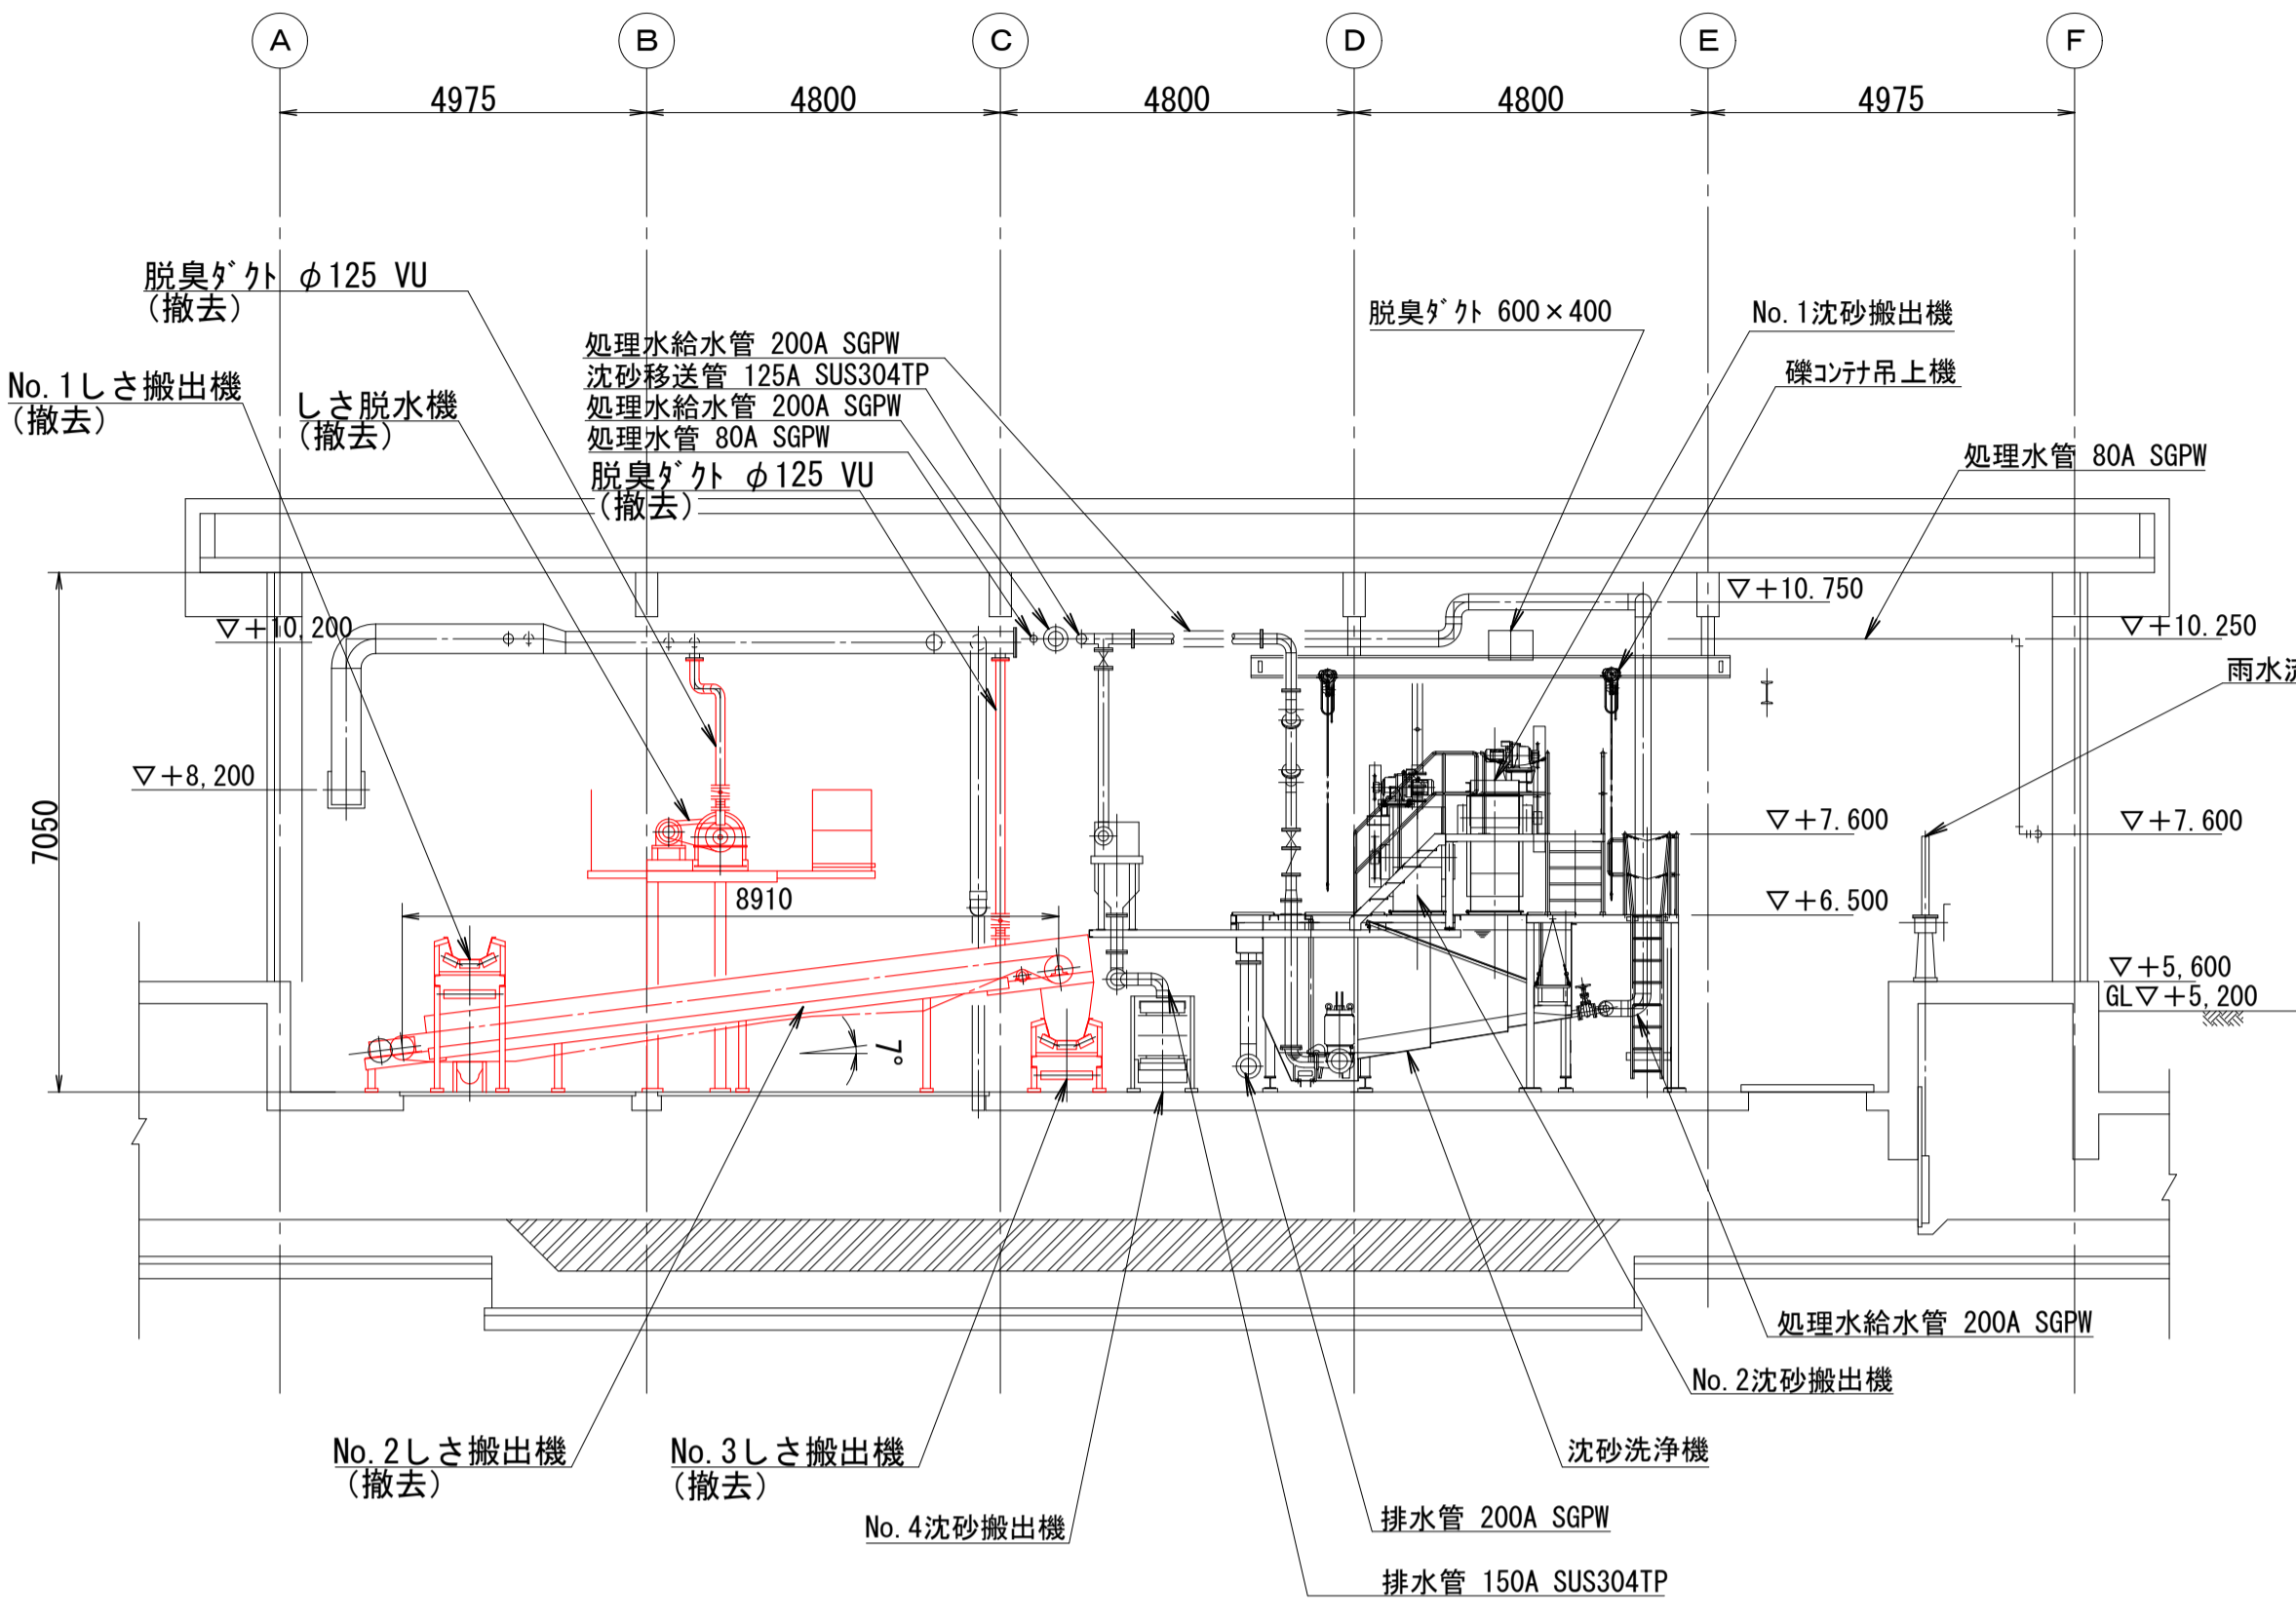 A B C D E F
4975 4800 4800 4800 4975
脱臭ダクト φ125 VU
(撤去)
No.1しさ搬出機
(撤去)
しさ脱水機
(撤去)
処理水給水管 200A SGPW
沈砂移送管 125A SUS304TP
処理水給水管 200A SGPW
処理水管 80A SGPW
脱臭ダクト φ125 VU
(撤去)
脱臭ダクト 600×400
No.1沈砂搬出機
礫コンテナ吊上機
処理水管 80A SGPW
▽+10.750
▽+10,200
▽+10.250
雨水
▽+8,200
7050
▽+7.600
▽+7.600
8910
▽+6.500
▽+5,600
GL▽+5,200
7°
処理水給水管 200A SGPW
No.2沈砂搬出機
沈砂洗浄機
No.2しさ搬出機
(撤去)
No.3しさ搬出機
(撤去)
No.4沈砂搬出機
排水管 200A SGPW
排水管 150A SUS304TP